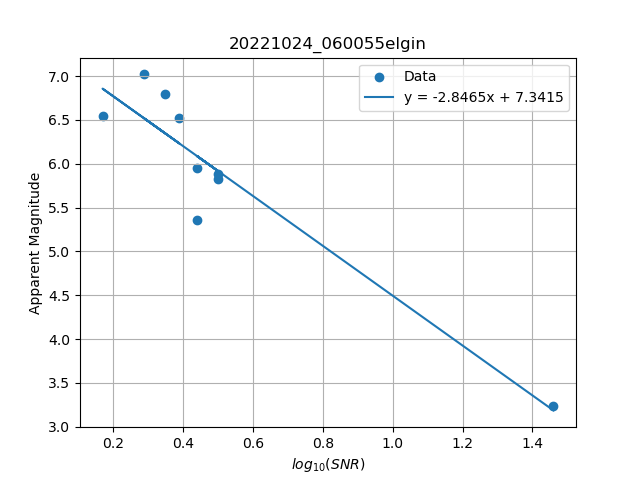 20221024_060055elgin
Data
y = -2.8465x + 7.3415
Apparent Magnitude
7.0
6.5
6.0
5.5
5.0
4.5
4.0
3.5
3.0
0.2 0.4 0.6 0.8 1.0 1.2 1.4
log₁₀(SNR)